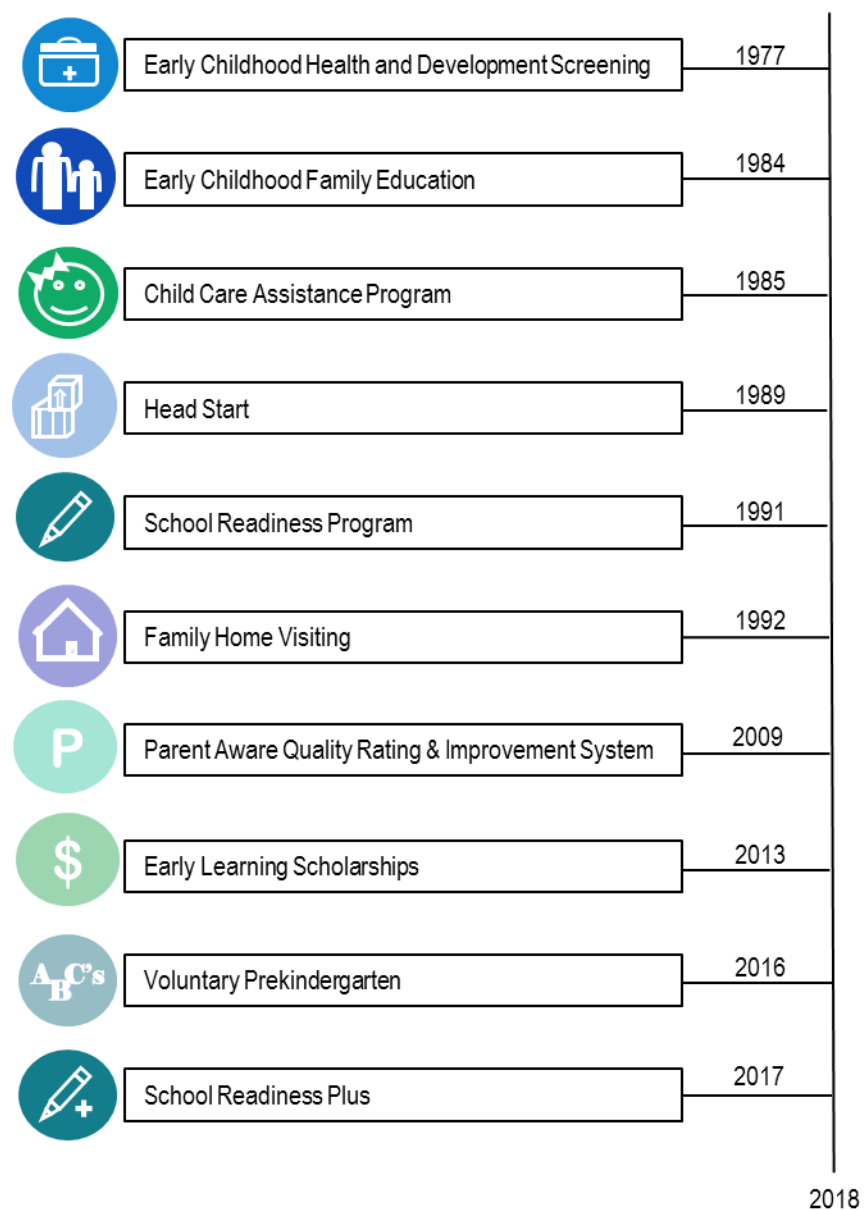 Early Childhood Health and Development Screening 1977
Early Childhood Family Education 1984
Child Care Assistance Program 1985
Head Start 1989
School Readiness Program 1991
Family Home Visiting 1992
P Parent Aware Quality Rating & Improvement System 2009
$ Early Learning Scholarships 2013
ABC's Voluntary Prekindergarten 2016
School Readiness Plus 2017
2018